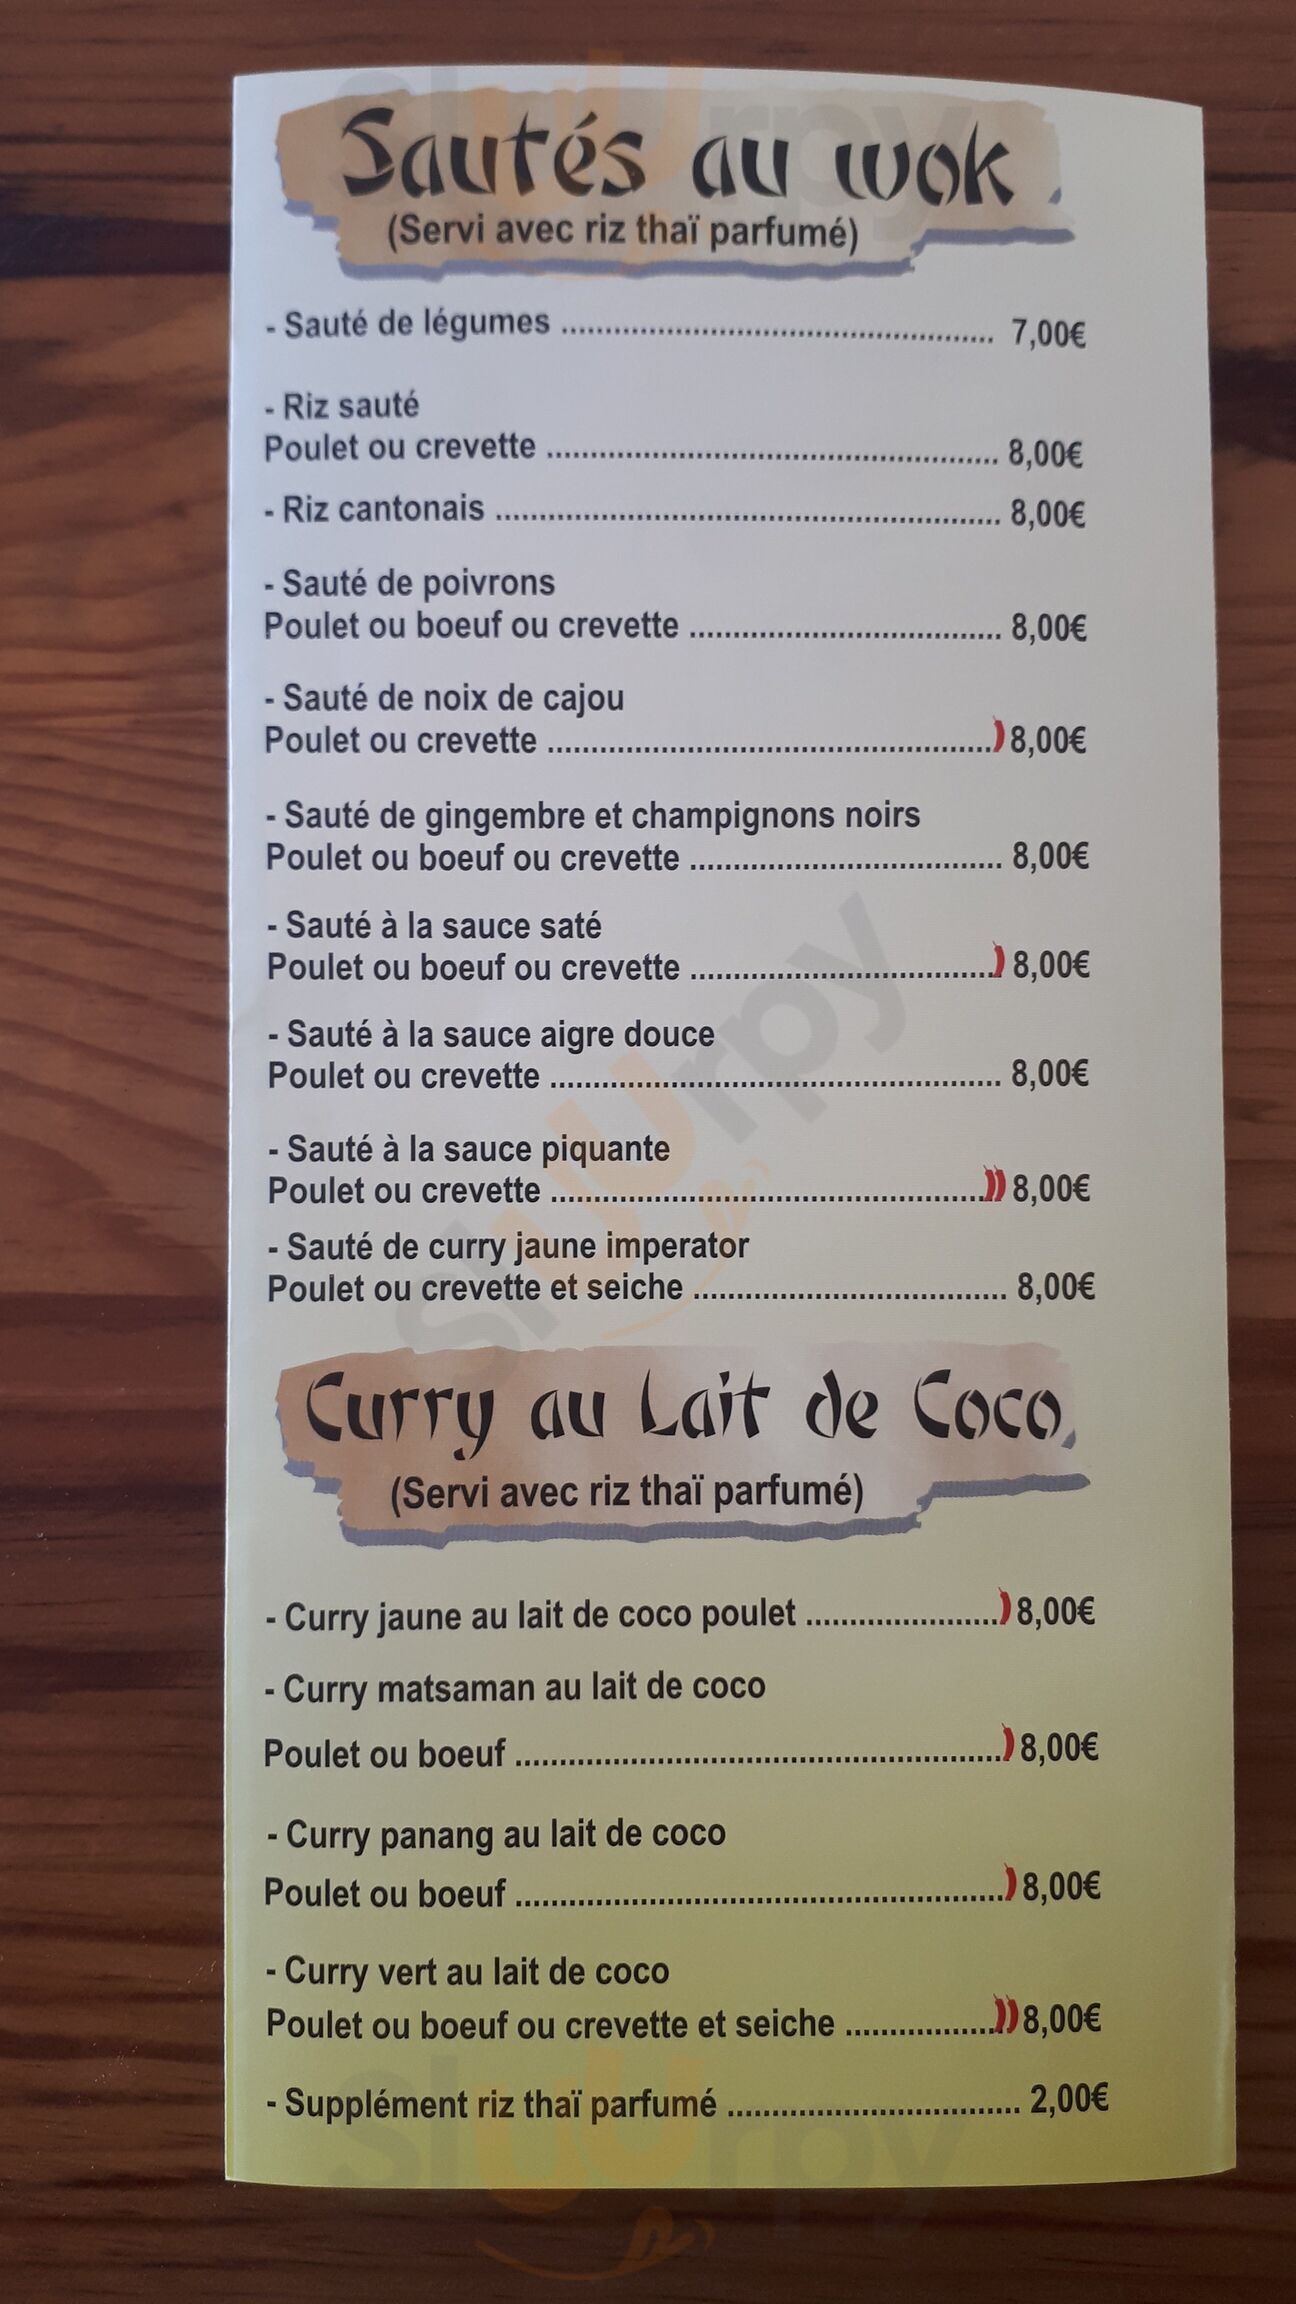 Sautés au wok
(Servi avec riz thaï parfumé)
- Sauté de légumes ................................................. 7,00€
- Riz sauté
Poulet ou crevette .................................................... 8,00€
- Riz cantonais .......................................................... 8,00€
- Sauté de poivrons
Poulet ou boeuf ou crevette .................................... 8,00€
- Sauté de noix de cajou
Poulet ou crevette ................................................... 8,00€
- Sauté de gingembre et champignons noirs
Poulet ou boeuf ou crevette .................................... 8,00€
- Sauté à la sauce saté
Poulet ou boeuf ou crevette ................................... 8,00€
- Sauté à la sauce aigre douce
Poulet ou crevette .................................................... 8,00€
- Sauté à la sauce piquante
Poulet ou crevette .................................................. 8,00€
- Sauté de curry jaune imperator
Poulet ou crevette et seiche .................................... 8,00€
Curry au Lait de Coco
(Servi avec riz thaï parfumé)
- Curry jaune au lait de coco poulet ...................... 8,00€
- Curry matsaman au lait de coco
Poulet ou boeuf ........................................................ 8,00€
- Curry panang au lait de coco
Poulet ou boeuf ........................................................ 8,00€
- Curry vert au lait de coco
Poulet ou boeuf ou crevette et seiche .................. 8,00€
- Supplément riz thaï parfumé ................................. 2,00€
Sluurpy
Sluurpy
Sluurpy